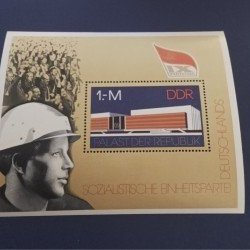 1.-M DDR
PALAST DER REPUBLIK
SOZIALISTISCHE EINHEITSPARTEI
DEUTSCHLANDS